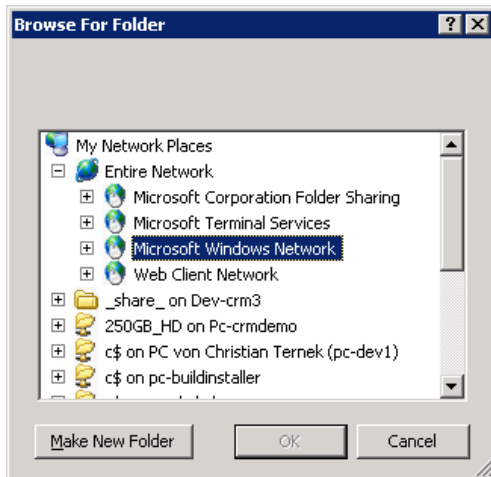 Browse For Folder
My Network Places
Entire Network
Microsoft Corporation Folder Sharing
Microsoft Terminal Services
Microsoft Windows Network
Web Client Network
_share_ on Dev-crm3
250GB_HD on Pc-crmdemo
c$ on PC von Christian Ternek (pc-dev1)
c$ on pc-buildinstaller
Make New Folder OK Cancel